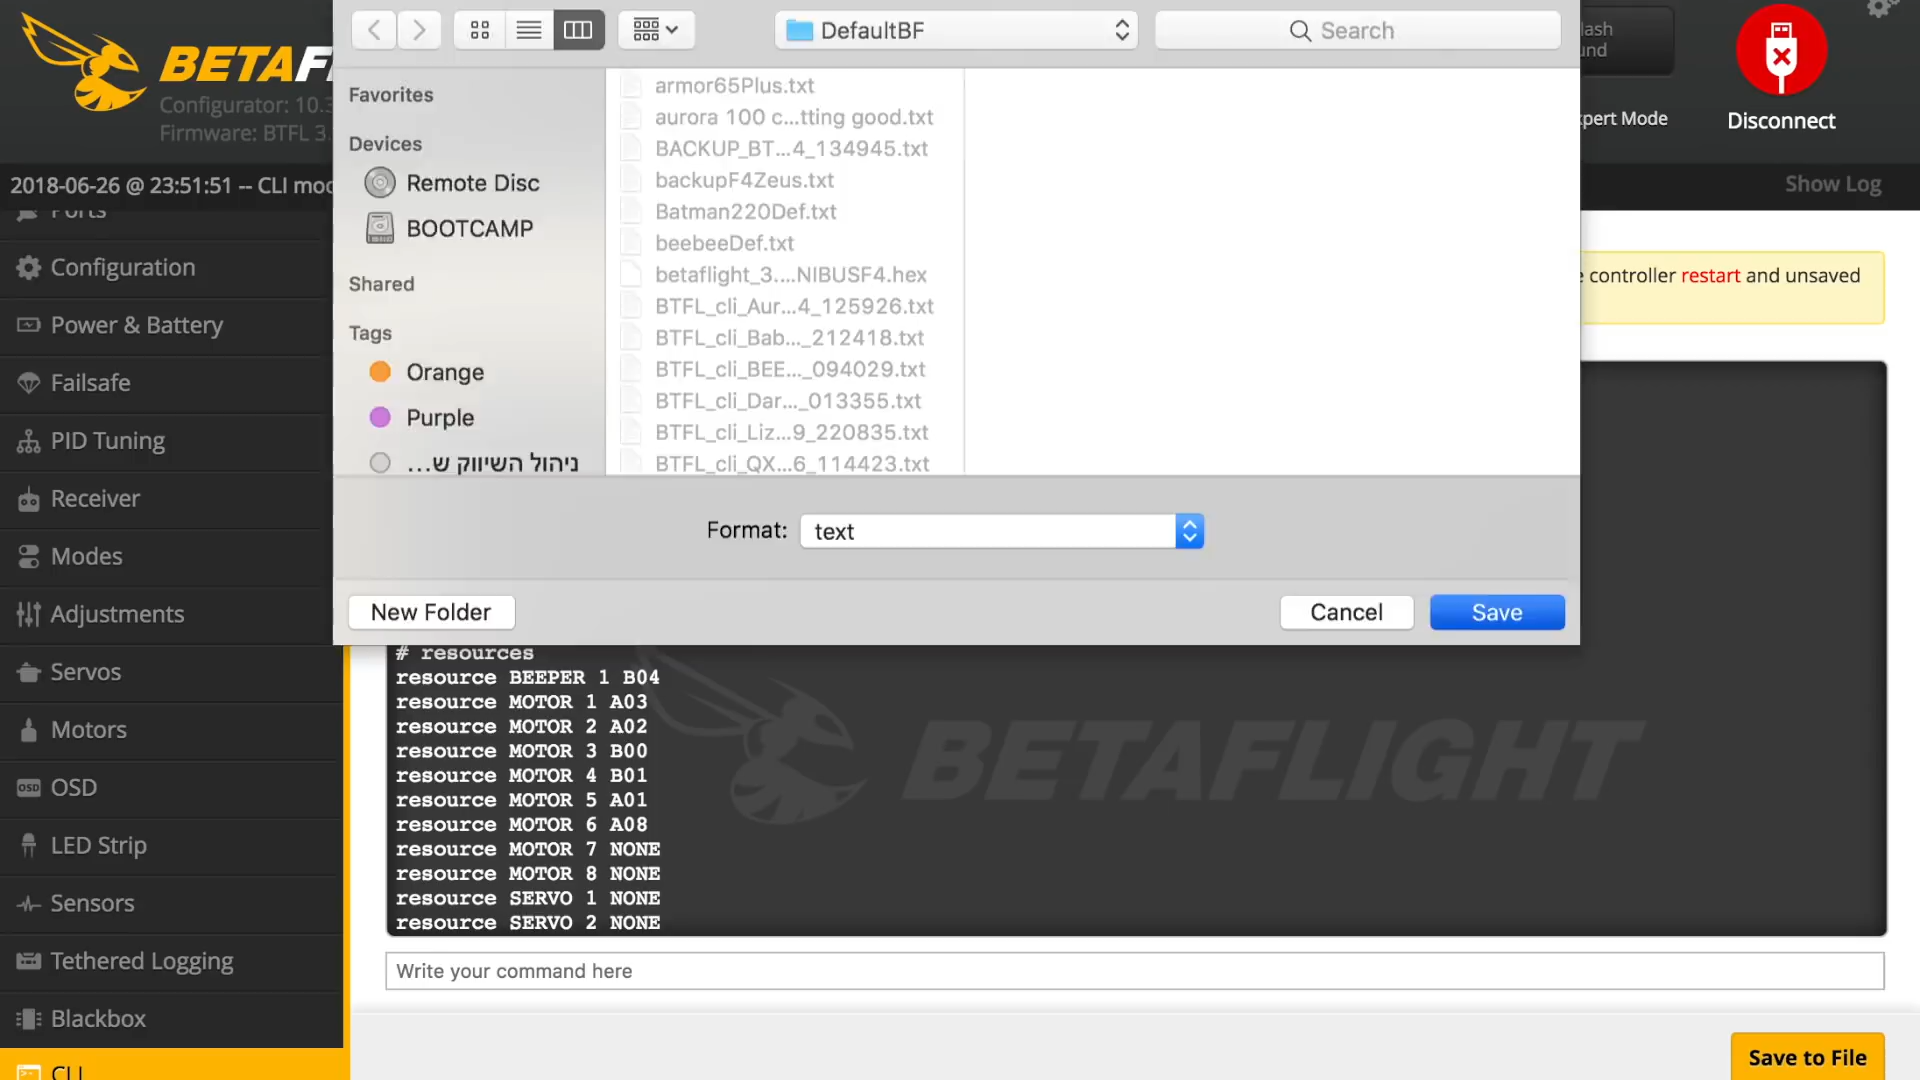 DefaultBF
Search
BETAF
Configurator: 10.3
Firmware: BTFL 3.
2018-06-26 @ 23:51:51 -- CLI mod
Ports
Configuration
Power & Battery
Failsafe
PID Tuning
Receiver
Modes
Adjustments
Servos
Motors
OSD
OSD
LED Strip
Sensors
Tethered Logging
Blackbox
CLI
Favorites
Devices
Remote Disc
BOOTCAMP
Shared
Tags
Orange
Purple
ניהול השיווק ש...
armor65Plus.txt
aurora 100 c...tting good.txt
BACKUP_BT...4_134945.txt
backupF4Zeus.txt
Batman220Def.txt
beebeeDef.txt
betaflight_3....NIBUSF4.hex
BTFL_cli_Aur...4_125926.txt
BTFL_cli_Bab..._212418.txt
BTFL_cli_BEE..._094029.txt
BTFL_cli_Dar..._013355.txt
BTFL_cli_Liz...9_220835.txt
BTFL_cli_QX...6_114423.txt
Format: text
New Folder
Cancel
Save
lash
und
pert Mode
Disconnect
Show Log
e controller restart and unsaved
# resources
resource BEEPER 1 B04
resource MOTOR 1 A03
resource MOTOR 2 A02
resource MOTOR 3 B00
resource MOTOR 4 B01
resource MOTOR 5 A01
resource MOTOR 6 A08
resource MOTOR 7 NONE
resource MOTOR 8 NONE
resource SERVO 1 NONE
resource SERVO 2 NONE
BETAFLIGHT
Write your command here
Save to File